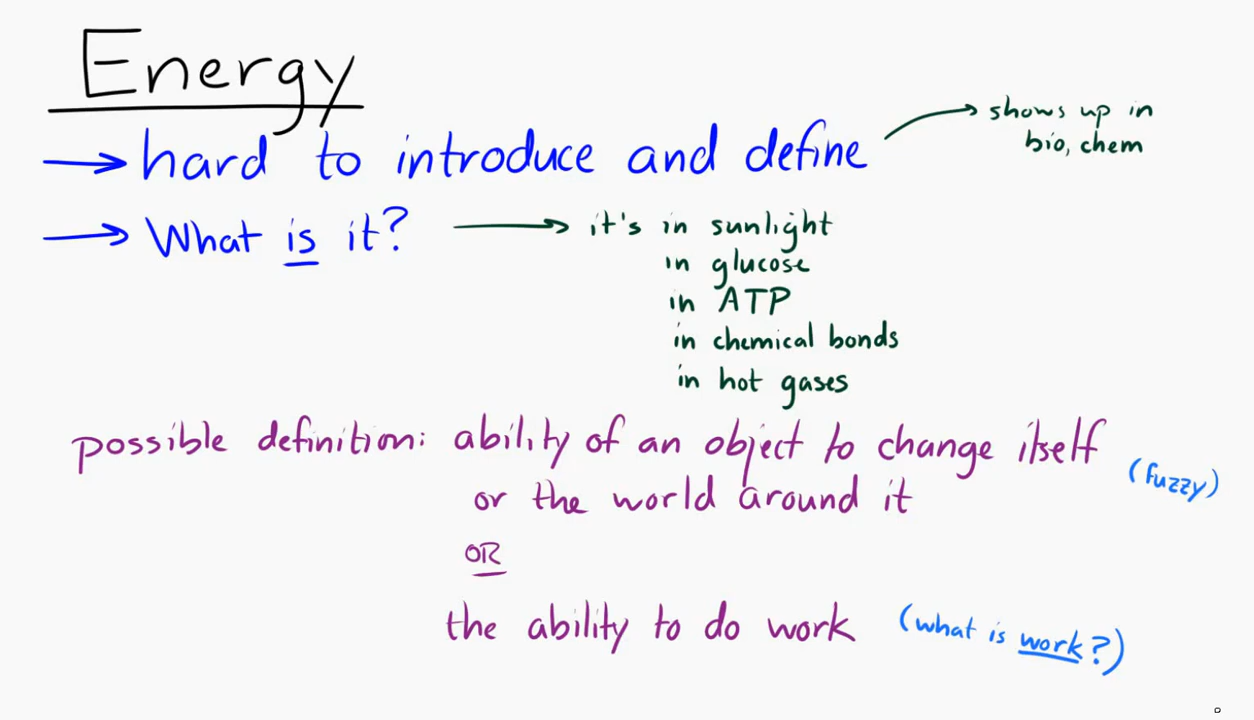 Energy
→ hard to introduce and define → shows up in
bio, chem
→ What is it? → it's in sunlight
in glucose
in ATP
in chemical bonds
in hot gases
possible definition: ability of an object to change itself (fuzzy)
or the world around it
OR
the ability to do work (what is work?)